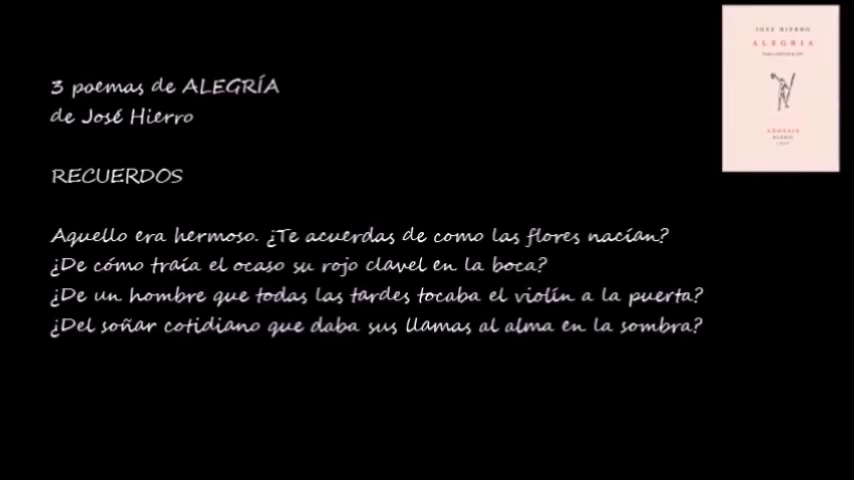 3 poemas de ALEGRÍA
de José Hierro
RECUERDOS
Aquello era hermoso. ¿Te acuerdas de como las flores nacían?
¿De cómo traía el ocaso su rojo clavel en la boca?
¿De un hombre que todas las tardes tocaba el violín a la puerta?
¿Del soñar cotidiano que daba sus llamas al alma en la sombra?
JOSÉ HIERRO
ALEGRIA